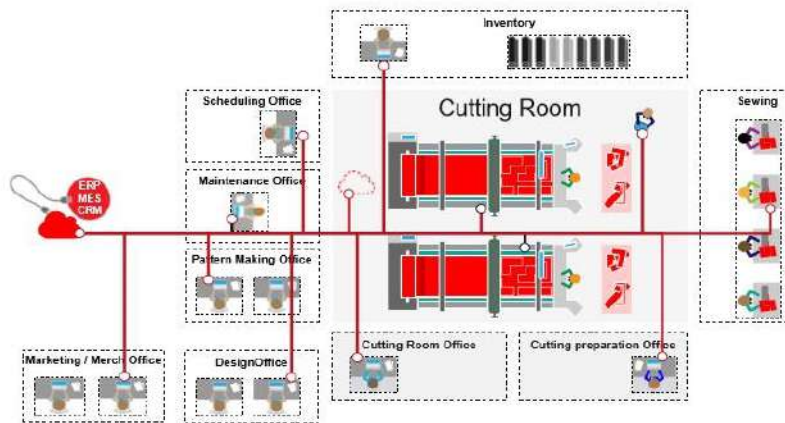 Inventory
Scheduling Office
Cutting Room
Sewing
ERP
MES
CRM
Maintenance Office
Pattern Making Office
Marketing / Merch Office
DesignOffice
Cutting Room Office
Cutting preparation Office